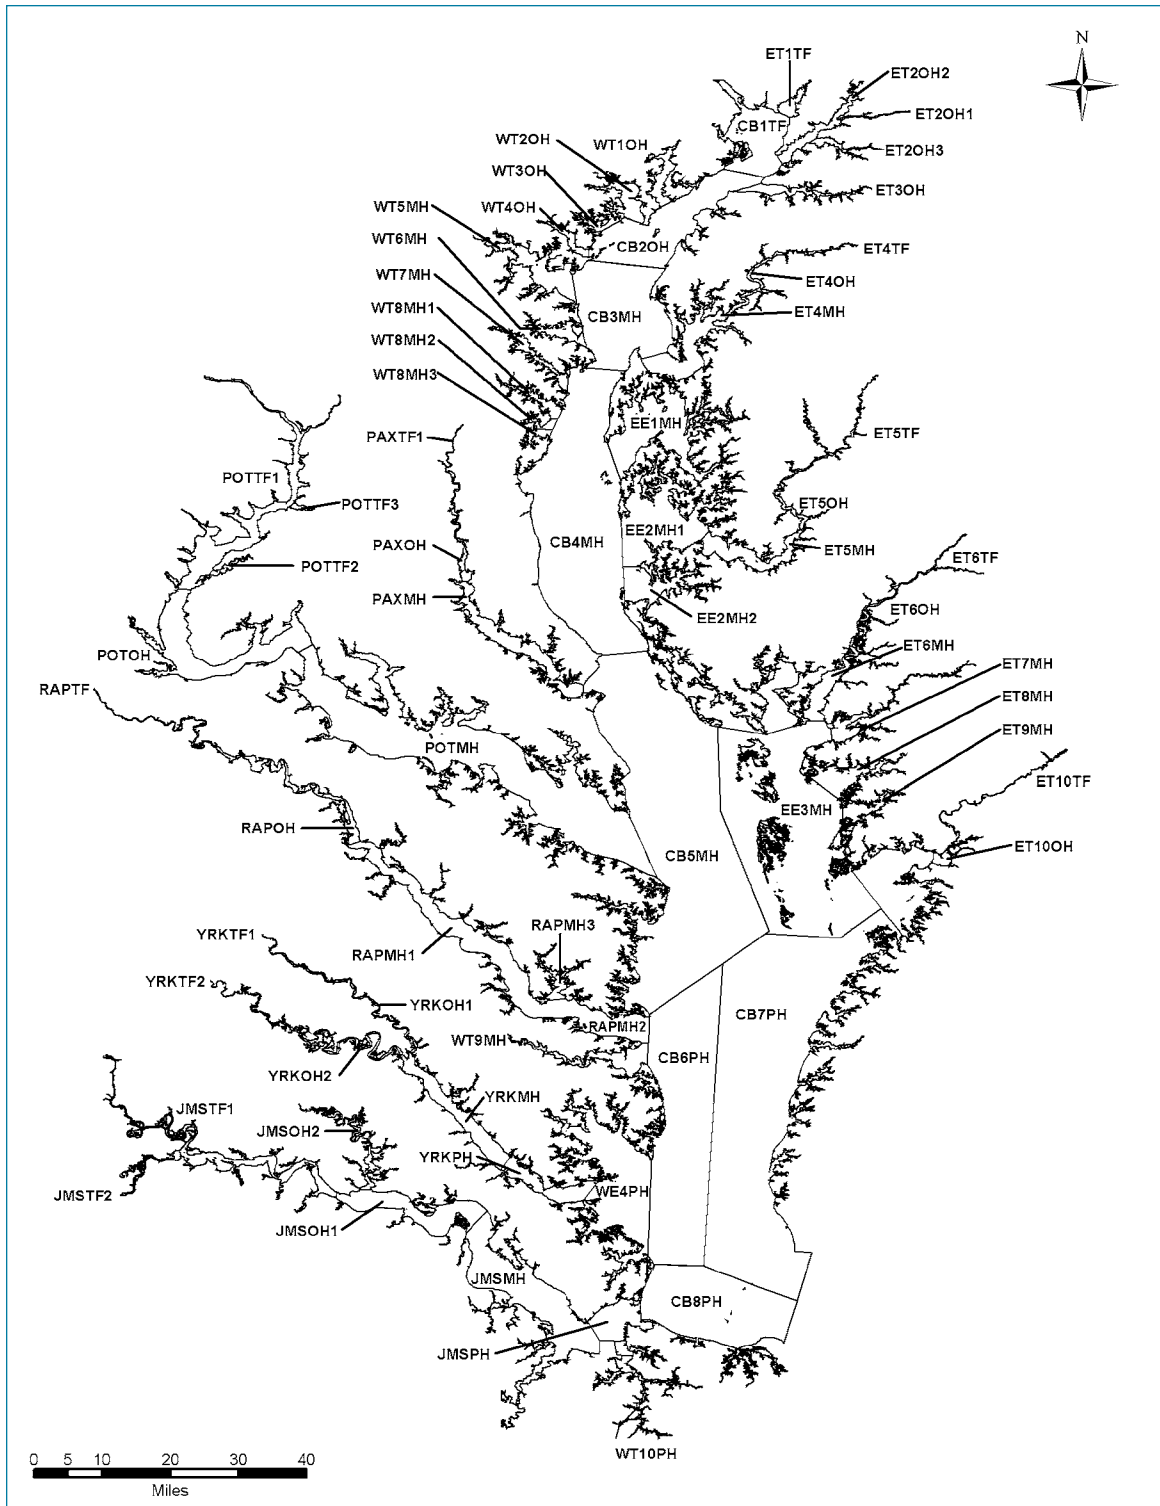 N
ET1TF
ET2OH2
ET2OH1
CB1TF
WT2OH
WT1OH
ET2OH3
WT3OH
ET3OH
WT5MH
WT4OH
WT6MH
CB2OH
ET4TF
WT7MH
ET4OH
WT8MH1
CB3MH
ET4MH
WT8MH2
WT8MH3
EE1MH
PAXTF1
ET5TF
POTTF1
POTTF3
ET5OH
EE2MH1
PAXOH
CB4MH
ET5MH
ET6TF
POTTF2
PAXMH
ET6OH
EE2MH2
ET6MH
POTOH
ET7MH
RAPTF
ET8MH
ET9MH
POTMH
ET10TF
EE3MH
RAPOH
ET10OH
CB5MH
RAPMH3
YRKTF1
RAPMH1
YRKTF2
YRKOH1
CB7PH
RAPMH2
WT9MH
CB6PH
YRKOH2
YRKMH
JMSTF1
JMSOH2
YRKPH
WE4PH
JMSTF2
JMSOH1
JMSMH
CB8PH
JMSPH
WT10PH
0 5 10 20 30 40
Miles